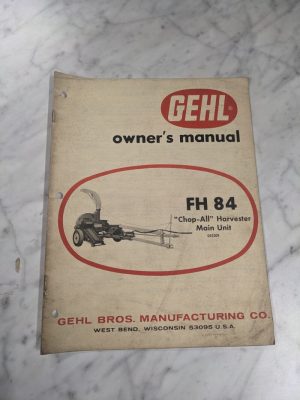 GEHL
owner's manual
FH 84
"Chop-All" Harvester
Main Unit
GEHL BROS. MANUFACTURING CO.
WEST BEND, WISCONSIN 53095 U.S.A.